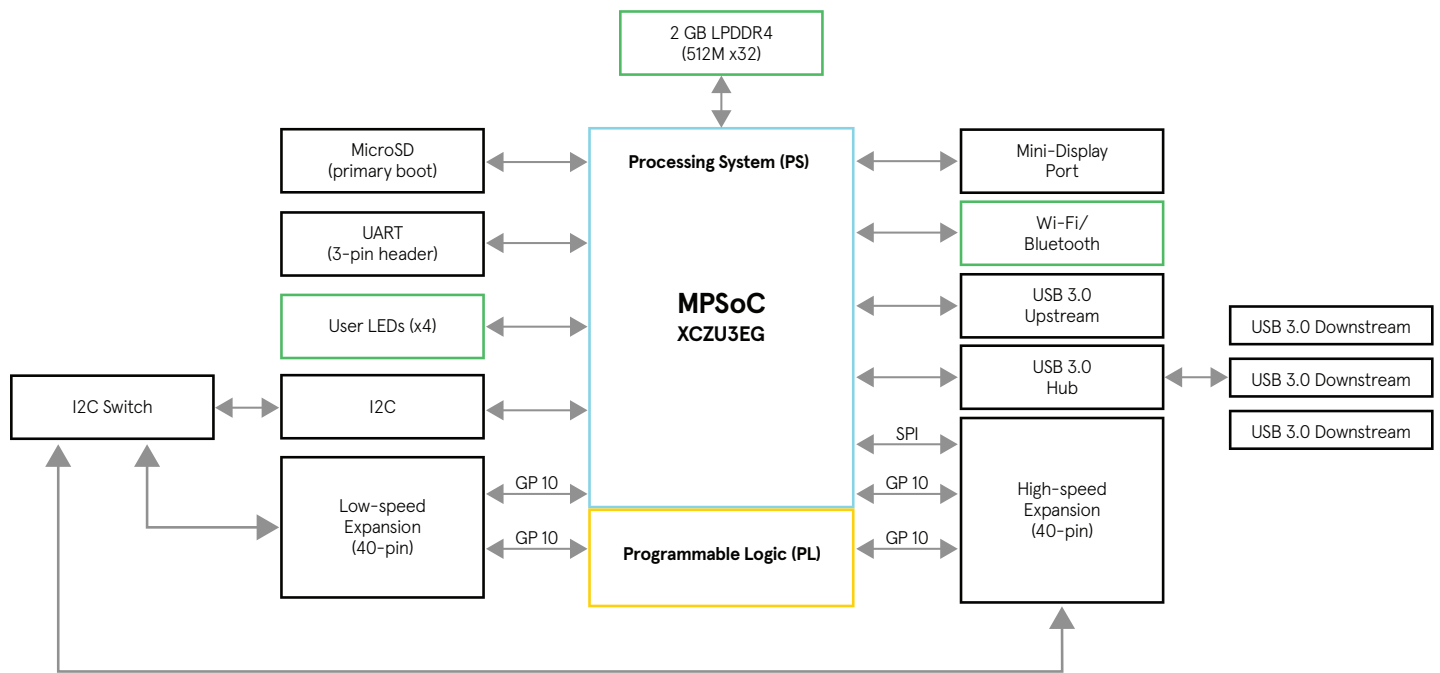 2 GB LPDDR4
(512M x32)
MicroSD
(primary boot)
UART
(3-pin header)
User LEDs (x4)
I2C Switch
I2C
Low-speed
Expansion
(40-pin)
GP 10
GP 10
Processing System (PS)
MPSoC
XCZU3EG
Programmable Logic (PL)
Mini-Display
Port
Wi-Fi/
Bluetooth
USB 3.0
Upstream
USB 3.0
Hub
SPI
GP 10
GP 10
High-speed
Expansion
(40-pin)
USB 3.0 Downstream
USB 3.0 Downstream
USB 3.0 Downstream